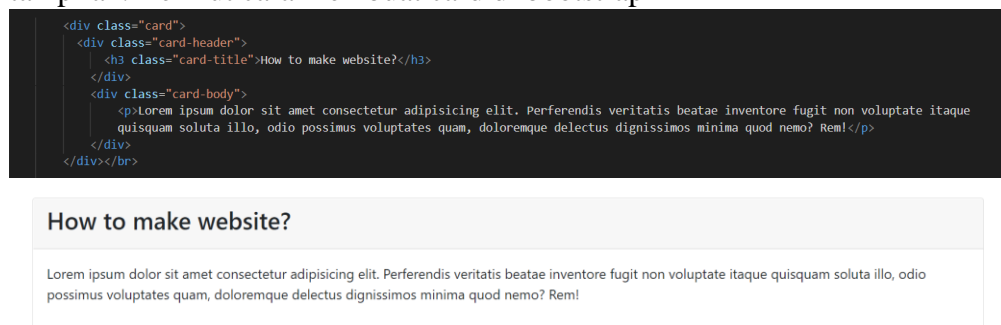 <div class="card">
<div class="card-header">
<h3 class="card-title">How to make website?</h3>
</div>
<div class="card-body">
<p>Lorem ipsum dolor sit amet consectetur adipisicing elit. Perferendis veritatis beatae inventore fugit non voluptate itaque
quisquam soluta illo, odio possimus voluptates quam, doloremque delectus dignissimos minima quod nemo? Rem!</p>
</div>
</div></br>
How to make website?
Lorem ipsum dolor sit amet consectetur adipisicing elit. Perferendis veritatis beatae inventore fugit non voluptate itaque quisquam soluta illo, odio
possimus voluptates quam, doloremque delectus dignissimos minima quod nemo? Rem!